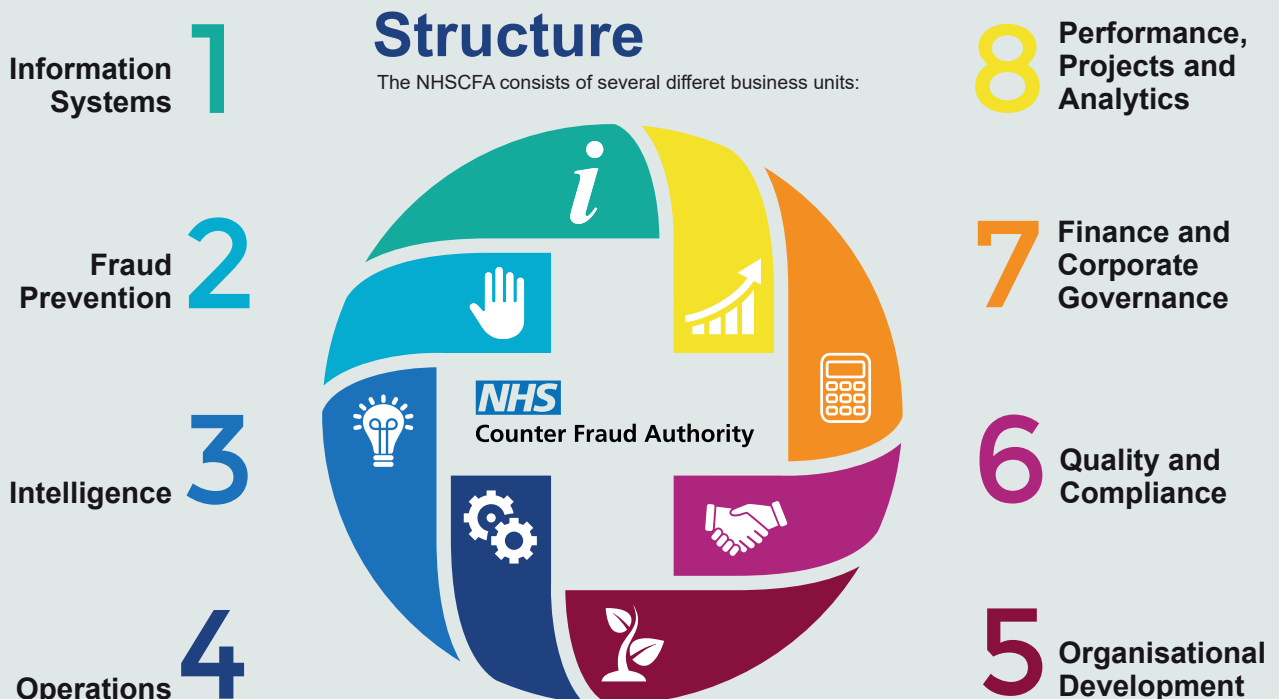 Structure
The NHSCFA consists of several differet business units:
1
Information
Systems
2
Fraud
Prevention
3
Intelligence
4
Operations
8
Performance,
Projects and
Analytics
7
Finance and
Corporate
Governance
6
Quality and
Compliance
5
Organisational
Development
i
NHS
Counter Fraud Authority